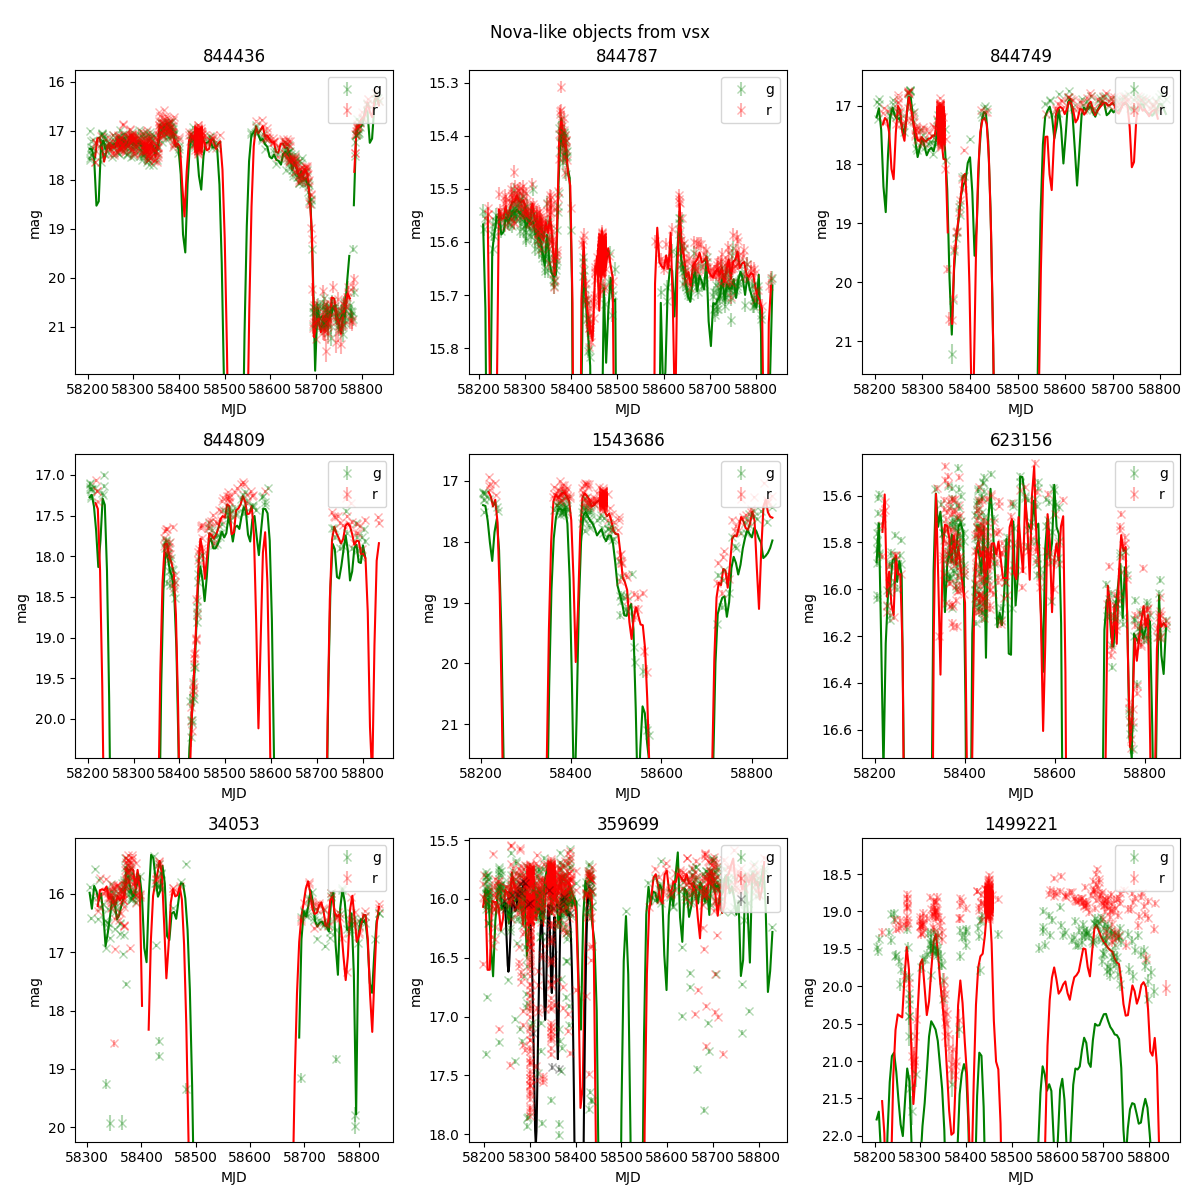 Nova-like objects from vsx
844436
16
17
18
19
20
21
mag
58200 58300 58400 58500 58600 58700 58800
MJD
g
r
844787
15.3
15.4
15.5
15.6
15.7
15.8
mag
58200 58300 58400 58500 58600 58700 58800
MJD
g
r
844749
17
18
19
20
21
mag
58200 58300 58400 58500 58600 58700 58800
MJD
g
r
844809
17.0
17.5
18.0
18.5
19.0
19.5
20.0
mag
58200 58300 58400 58500 58600 58700 58800
MJD
g
r
1543686
17
18
19
20
21
mag
58200 58400 58600 58800
MJD
g
r
623156
15.6
15.8
16.0
16.2
16.4
16.6
mag
58200 58400 58600 58800
MJD
g
r
34053
16
17
18
19
20
mag
58300 58400 58500 58600 58700 58800
MJD
g
r
359699
15.5
16.0
16.5
17.0
17.5
18.0
mag
58200 58300 58400 58500 58600 58700 58800
MJD
g
r
i
1499221
18.5
19.0
19.5
20.0
20.5
21.0
21.5
22.0
mag
58200 58300 58400 58500 58600 58700 58800
MJD
g
r